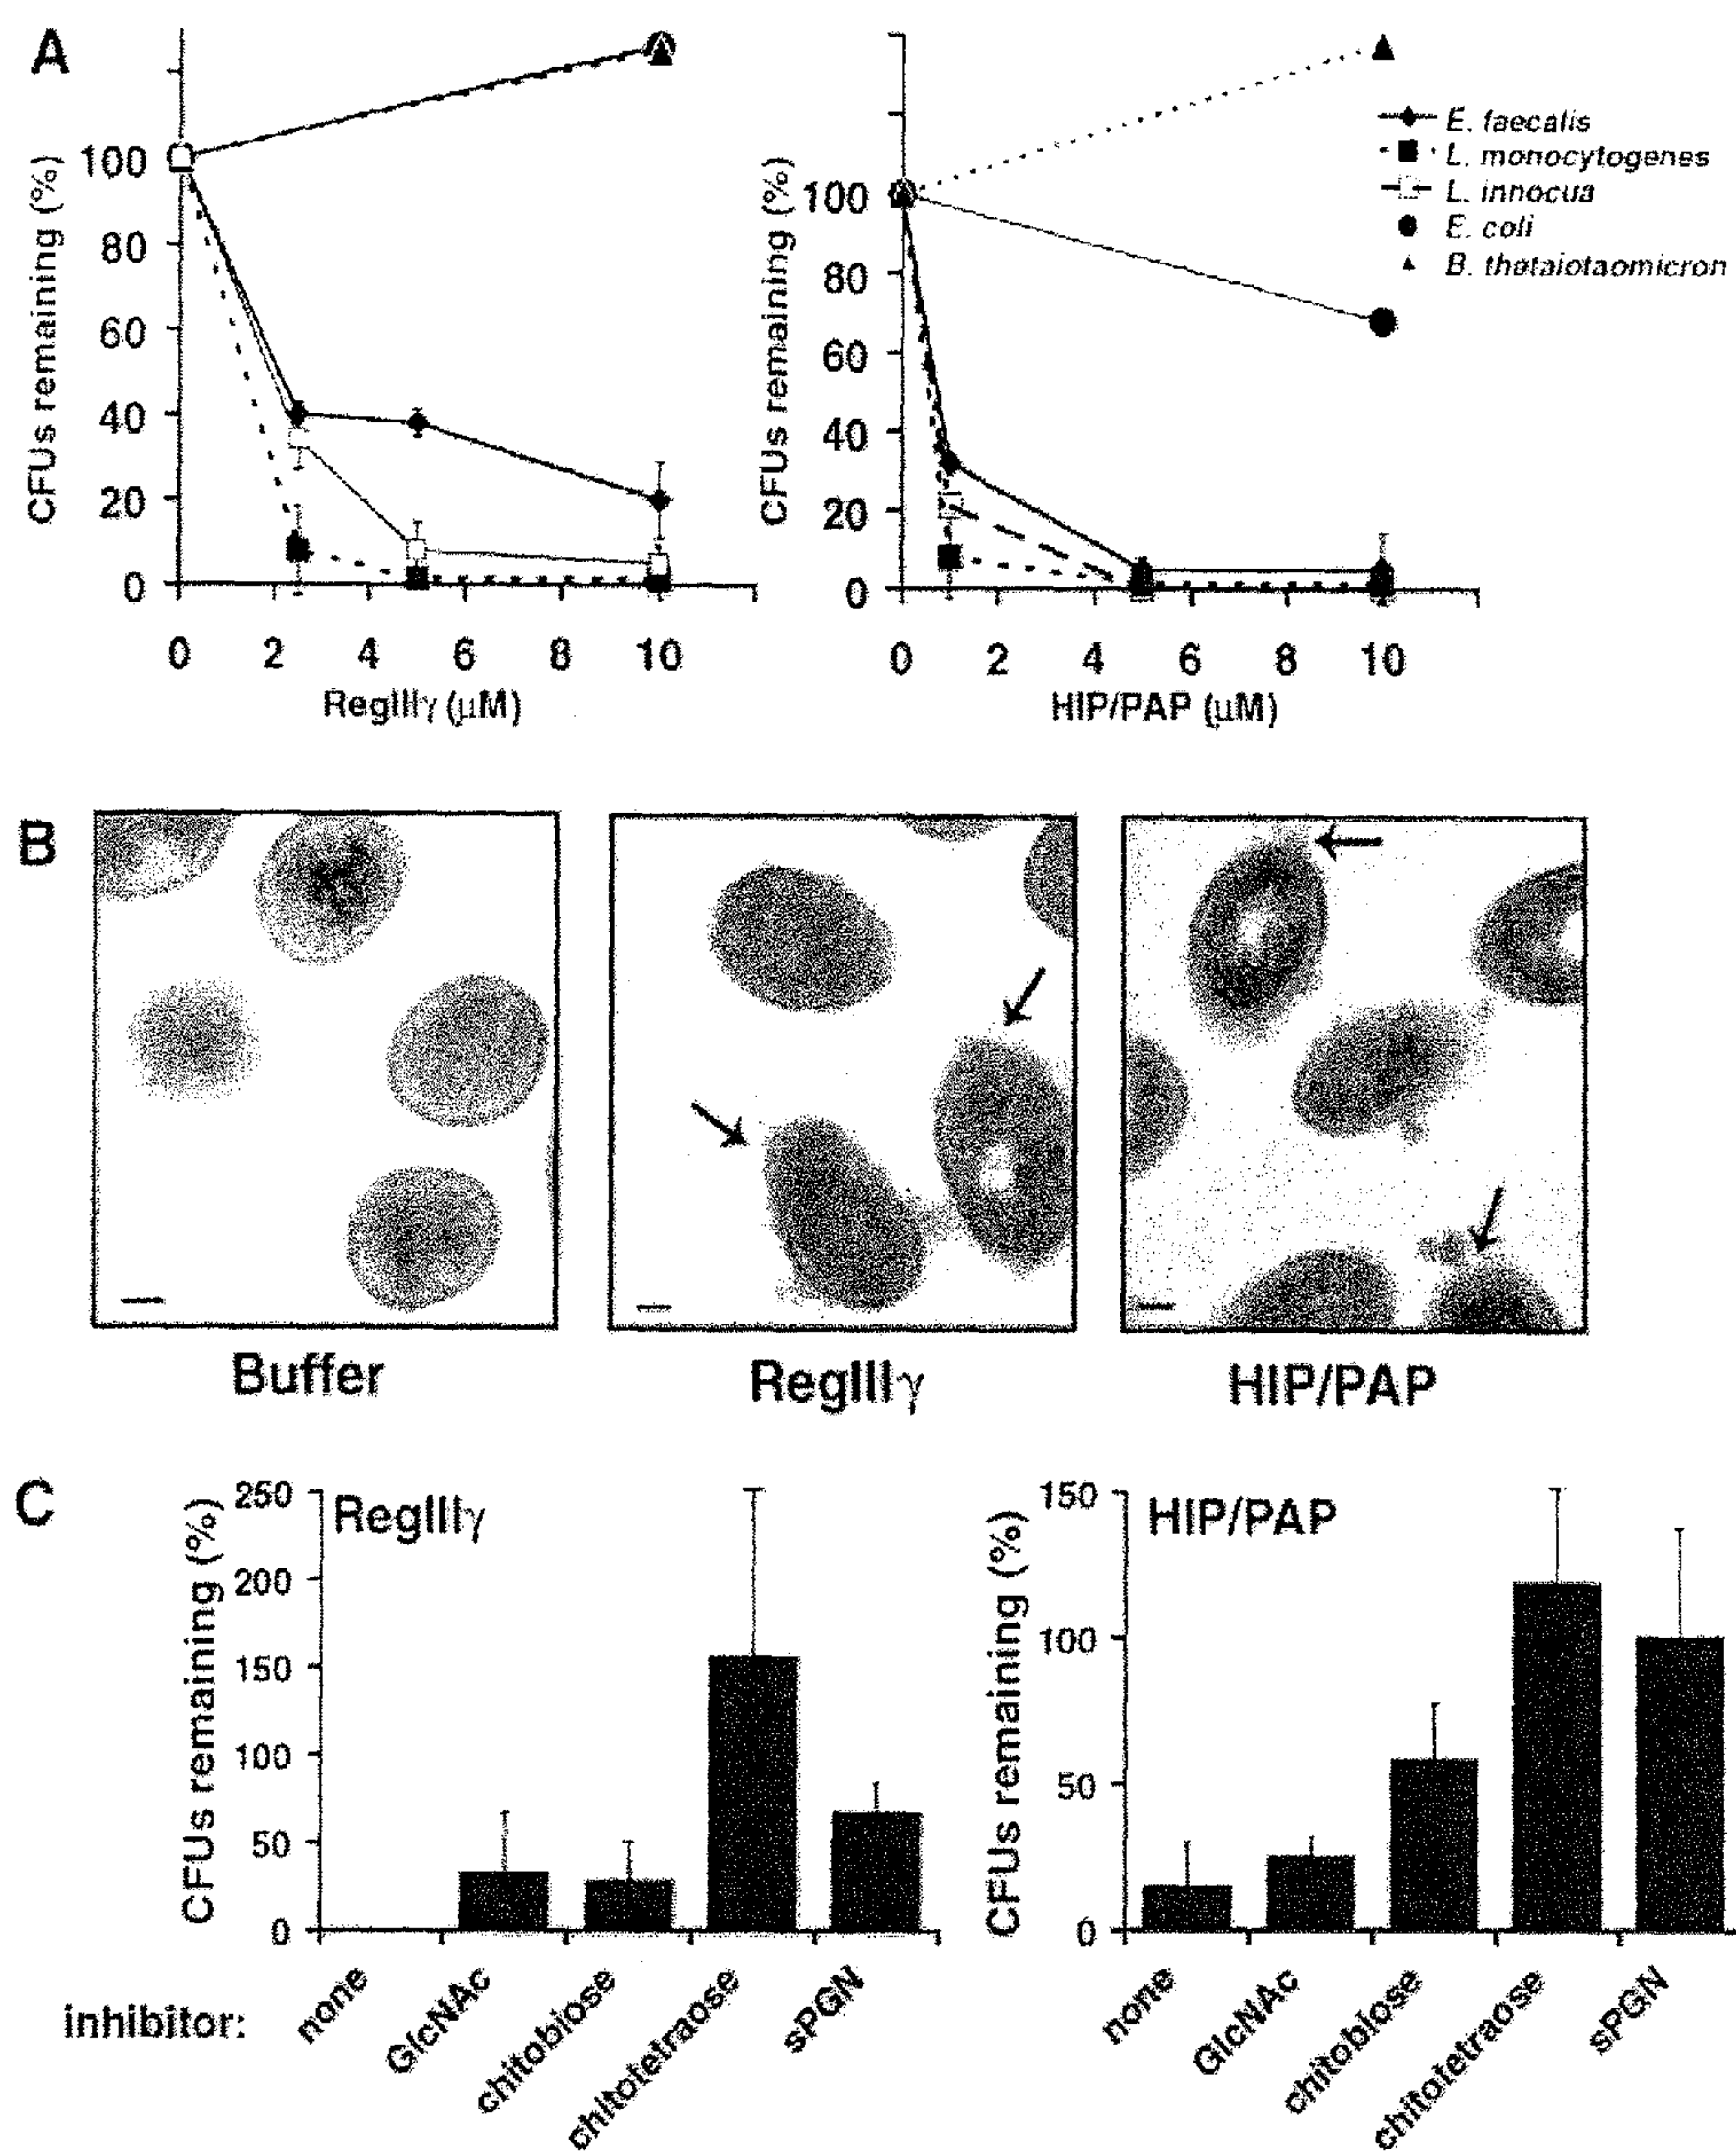 A
CFUs remaining (%)
100
80
60
40
20
0
0 2 4 6 8 10
RegIIIγ (μM)
CFUs remaining (%)
100
80
60
40
20
0
0 2 4 6 8 10
HIP/PAP (μM)
E. faecalis
L. monocytogenes
L. innocua
E. coli
B. thataiotaomicron
B
Buffer
RegIIIγ
HIP/PAP
C
CFUs remaining (%)
250
200
150
100
50
0
RegIIIγ
inhibitor:
none
GlcNAc
chitobiose
chitotetraose
sPGN
CFUs remaining (%)
150
100
50
0
HIP/PAP
none
GlcNAc
chitobiose
chitotetraose
sPGN